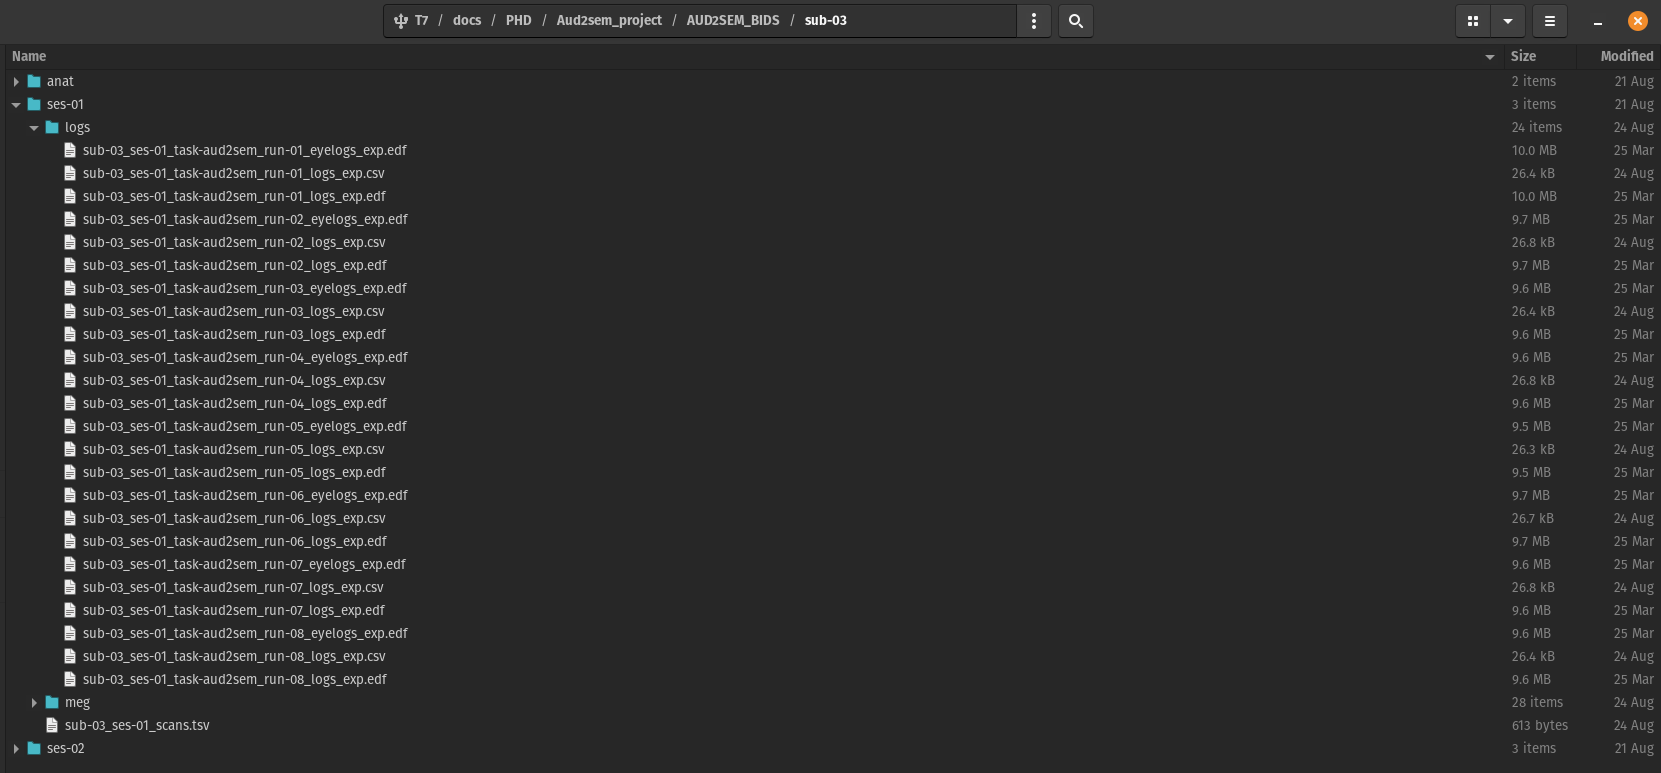 T7 / docs / PHD / Aud2sem_project / AUD2SEM_BIDS / sub-03
Name Size Modified
anat 2 items 21 Aug
ses-01 3 items 21 Aug
logs 24 items 24 Aug
sub-03_ses-01_task-aud2sem_run-01_eyelogs_exp.edf 10.0 MB 25 Mar
sub-03_ses-01_task-aud2sem_run-01_logs_exp.csv 26.4 kB 24 Aug
sub-03_ses-01_task-aud2sem_run-01_logs_exp.edf 10.0 MB 25 Mar
sub-03_ses-01_task-aud2sem_run-02_eyelogs_exp.edf 9.7 MB 25 Mar
sub-03_ses-01_task-aud2sem_run-02_logs_exp.csv 26.8 kB 24 Aug
sub-03_ses-01_task-aud2sem_run-02_logs_exp.edf 9.7 MB 25 Mar
sub-03_ses-01_task-aud2sem_run-03_eyelogs_exp.edf 9.6 MB 25 Mar
sub-03_ses-01_task-aud2sem_run-03_logs_exp.csv 26.4 kB 24 Aug
sub-03_ses-01_task-aud2sem_run-03_logs_exp.edf 9.6 MB 25 Mar
sub-03_ses-01_task-aud2sem_run-04_eyelogs_exp.edf 9.6 MB 25 Mar
sub-03_ses-01_task-aud2sem_run-04_logs_exp.csv 26.8 kB 24 Aug
sub-03_ses-01_task-aud2sem_run-04_logs_exp.edf 9.6 MB 25 Mar
sub-03_ses-01_task-aud2sem_run-05_eyelogs_exp.edf 9.5 MB 25 Mar
sub-03_ses-01_task-aud2sem_run-05_logs_exp.csv 26.3 kB 24 Aug
sub-03_ses-01_task-aud2sem_run-05_logs_exp.edf 9.5 MB 25 Mar
sub-03_ses-01_task-aud2sem_run-06_eyelogs_exp.edf 9.7 MB 25 Mar
sub-03_ses-01_task-aud2sem_run-06_logs_exp.csv 26.7 kB 24 Aug
sub-03_ses-01_task-aud2sem_run-06_logs_exp.edf 9.7 MB 25 Mar
sub-03_ses-01_task-aud2sem_run-07_eyelogs_exp.edf 9.6 MB 25 Mar
sub-03_ses-01_task-aud2sem_run-07_logs_exp.csv 26.8 kB 24 Aug
sub-03_ses-01_task-aud2sem_run-07_logs_exp.edf 9.6 MB 25 Mar
sub-03_ses-01_task-aud2sem_run-08_eyelogs_exp.edf 9.6 MB 25 Mar
sub-03_ses-01_task-aud2sem_run-08_logs_exp.csv 26.4 kB 24 Aug
sub-03_ses-01_task-aud2sem_run-08_logs_exp.edf 9.6 MB 25 Mar
meg 28 items 24 Aug
sub-03_ses-01_scans.tsv 613 bytes 24 Aug
ses-02 3 items 21 Aug